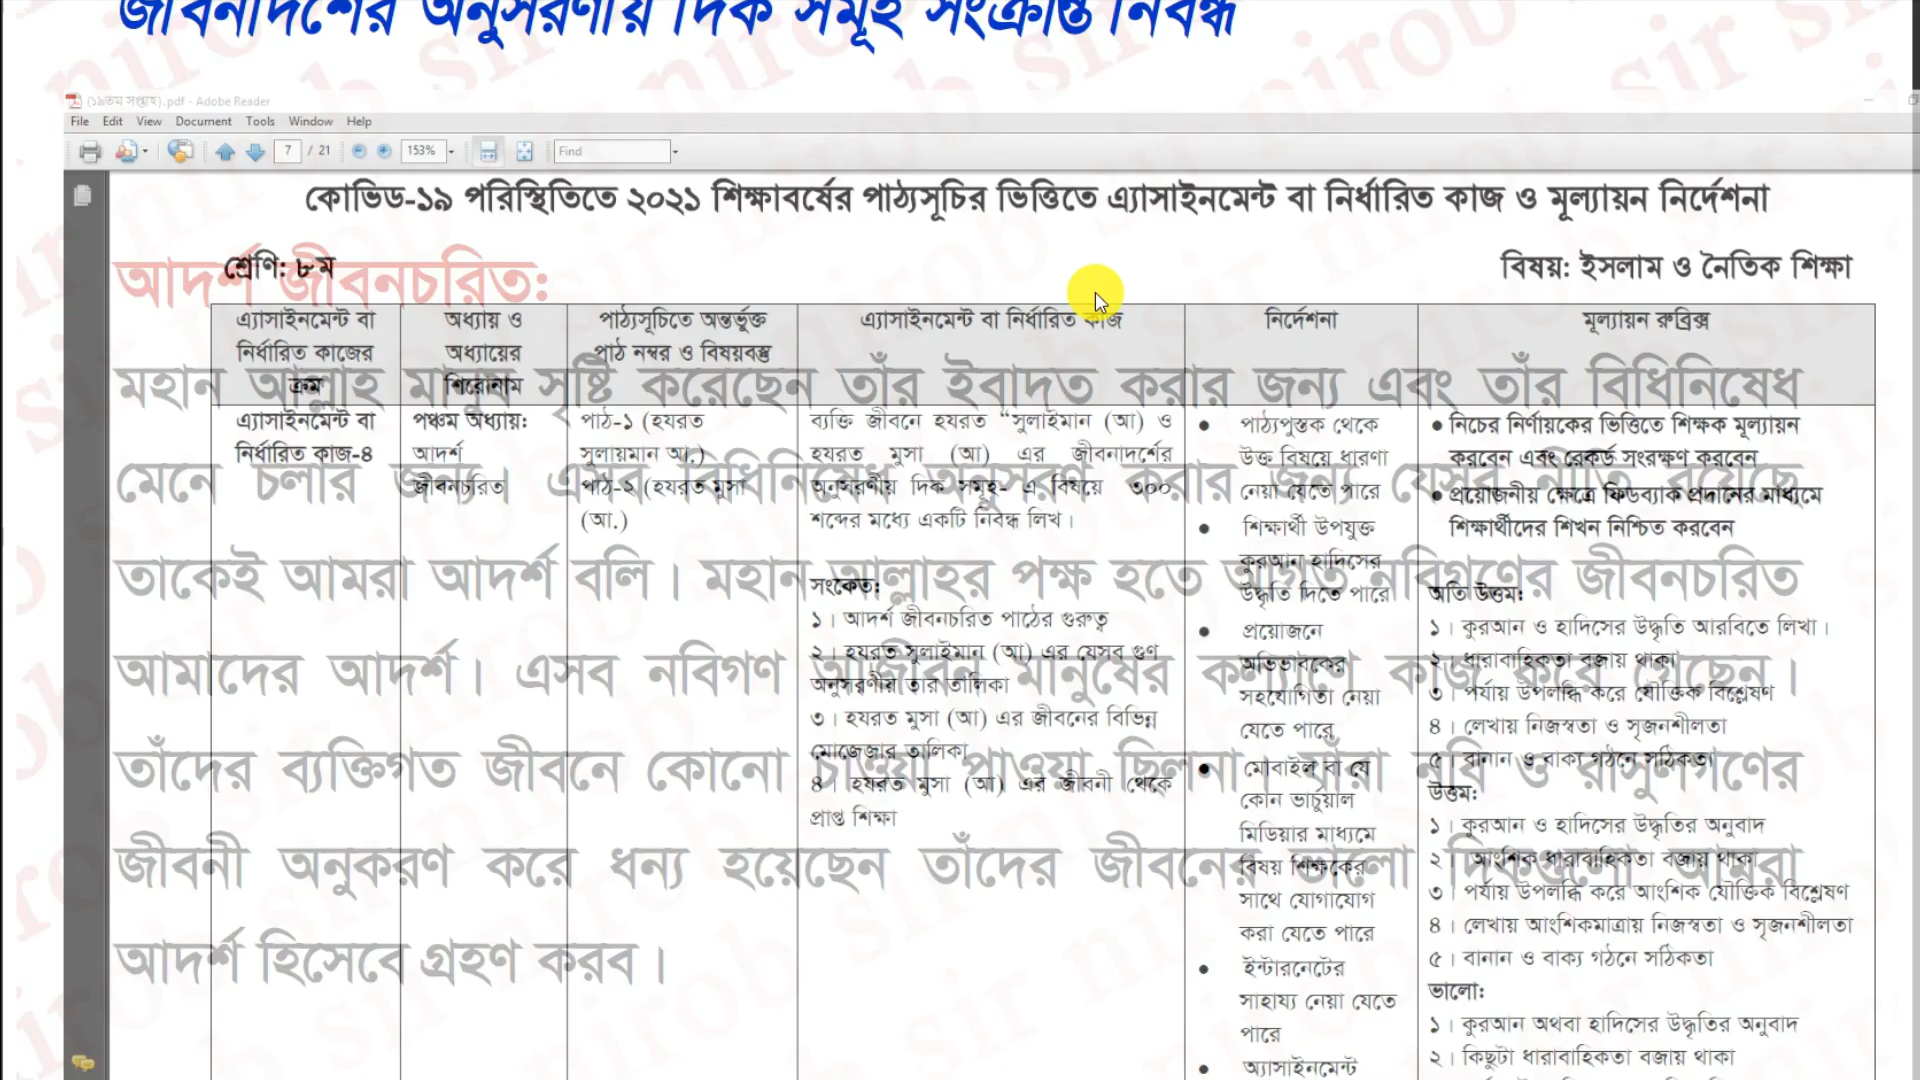 জীবনাদর্শের অনুসরণীয় দিক সমূহ সংক্রান্ত নিবন্ধ
(১৯তম সপ্তাহ).pdf - Adobe Reader
File Edit View Document Tools Window Help
7 / 21 153% Find
কোভিড-১৯ পরিস্থিতিতে ২০২১ শিক্ষাবর্ষের পাঠ্যসূচির ভিত্তিতে এ্যাসাইনমেন্ট বা নির্ধারিত কাজ ও মূল্যায়ন নির্দেশনা
শ্রেণি: ৮ম
বিষয়: ইসলাম ও নৈতিক শিক্ষা
এ্যাসাইনমেন্ট বা
নির্ধারিত কাজের
ক্রম
অধ্যায় ও
অধ্যায়ের
শিরোনাম
পাঠ্যসূচিতে অন্তর্ভুক্ত
পাঠ নম্বর ও বিষয়বস্তু
এ্যাসাইনমেন্ট বা নির্ধারিত কাজ
নির্দেশনা
মূল্যায়ন রুব্রিক্স
এ্যাসাইনমেন্ট বা
নির্ধারিত কাজ-৪
পঞ্চম অধ্যায়:
আদর্শ
জীবনচরিত
পাঠ-১ (হযরত
সুলায়মান আ.)
পাঠ-২ (হযরত মুসা
(আ.)
ব্যক্তি জীবনে হযরত “সুলাইমান (আ) ও
হযরত মুসা (আ) এর জীবনাদর্শের
অনুসরণীয় দিক সমূহ- এ বিষয়ে ৩০০
শব্দের মধ্যে একটি নিবন্ধ লিখ।
সংকেত:
১। আদর্শ জীবনচরিত পাঠের গুরুত্ব
২। হযরত সুলাইমান (আ) এর যেসব গুণ
অনুসরণীয় তার তালিকা
৩। হযরত মুসা (আ) এর জীবনের বিভিন্ন
মোজেজার তালিকা
৪। হযরত মুসা (আ) এর জীবনী থেকে
প্রাপ্ত শিক্ষা
● পাঠ্যপুস্তক থেকে
উক্ত বিষয়ে ধারণা
নেয়া যেতে পারে
● শিক্ষার্থী উপযুক্ত
কুরআন হাদিসের
উদ্ধৃতি দিতে পারে
● প্রয়োজনে
অভিভাবকের
সহযোগিতা নেয়া
যেতে পারে
● মোবাইল বা যে
কোন ভার্চুয়াল
মিডিয়ার মাধ্যমে
বিষয় শিক্ষকের
সাথে যোগাযোগ
করা যেতে পারে
● ইন্টারনেটের
সাহায্য নেয়া যেতে
পারে
● অ্যাসাইনমেন্ট
● নিচের নির্ণায়কের ভিত্তিতে শিক্ষক মূল্যায়ন
করবেন এবং রেকর্ড সংরক্ষণ করবেন
● প্রয়োজনীয় ক্ষেত্রে ফিডব্যাক প্রদানের মাধ্যমে
শিক্ষার্থীদের শিখন নিশ্চিত করবেন
অতি উত্তম:
১। কুরআন ও হাদিসের উদ্ধৃতি আরবিতে লিখা।
২। ধারাবাহিকতা বজায় থাকা
৩। পর্যায় উপলব্ধি করে যৌক্তিক বিশ্লেষণ
৪। লেখায় নিজস্বতা ও সৃজনশীলতা
৫। বানান ও বাক্য গঠনে সঠিকতা
উত্তম:
১। কুরআন ও হাদিসের উদ্ধৃতির অনুবাদ
২। আংশিক ধারাবাহিকতা বজায় থাকা
৩। পর্যায় উপলব্ধি করে আংশিক যৌক্তিক বিশ্লেষণ
৪। লেখায় আংশিকমাত্রায় নিজস্বতা ও সৃজনশীলতা
৫। বানান ও বাক্য গঠনে সঠিকতা
ভালো:
১। কুরআন অথবা হাদিসের উদ্ধৃতির অনুবাদ
২। কিছুটা ধারাবাহিকতা বজায় থাকা
আদর্শ জীবনচরিত:
মহান আল্লাহ মানুষ সৃষ্টি করেছেন তাঁর ইবাদত করার জন্য এবং তাঁর বিধিনিষেধ
মেনে চলার জন্য। এসব বিধিনিষেধ অনুসরণ করার জন্য যেসব নীতি রয়েছে
তাকেই আমরা আদর্শ বলি। মহান আল্লাহর পক্ষ হতে আগত নবিগণের জীবনচরিত
আমাদের আদর্শ। এসব নবিগণ আজীবন মানুষের কল্যাণে কাজ করে গেছেন।
তাঁদের ব্যক্তিগত জীবনে কোনো চাওয়া পাওয়া ছিলনা। যাঁরা নবি ও রাসুলগণের
জীবনী অনুকরণ করে ধন্য হয়েছেন তাঁদের জীবনের ভালো দিকগুলো আমরা
আদর্শ হিসেবে গ্রহণ করব।
sir nirob